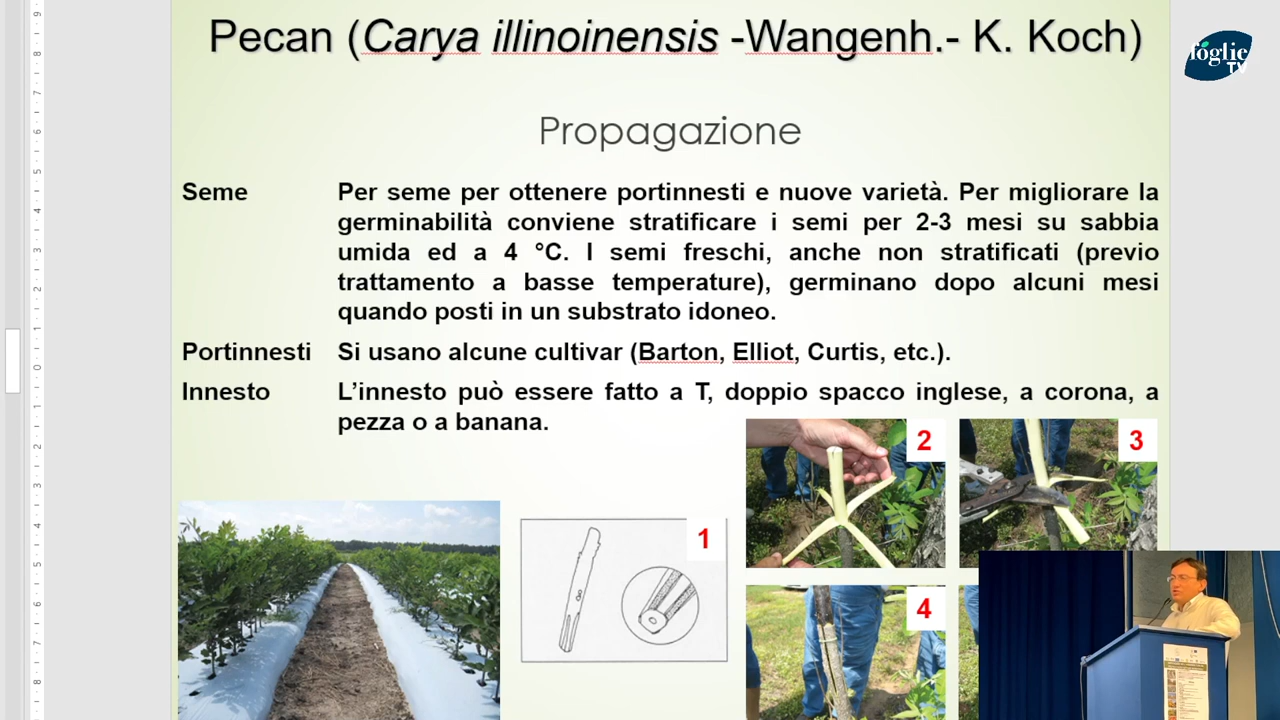 Pecan (Carya illinoinensis -Wangenh.- K. Koch)
foglie
TV
Propagazione
Seme
Per seme per ottenere portinnesti e nuove varietà. Per migliorare la
germinabilità conviene stratificare i semi per 2-3 mesi su sabbia
umida ed a 4 °C. I semi freschi, anche non stratificati (previo
trattamento a basse temperature), germinano dopo alcuni mesi
quando posti in un substrato idoneo.
Portinnesti
Si usano alcune cultivar (Barton, Elliot, Curtis, etc.).
Innesto
L’innesto può essere fatto a T, doppio spacco inglese, a corona, a
pezza o a banana.
1
2
3
4